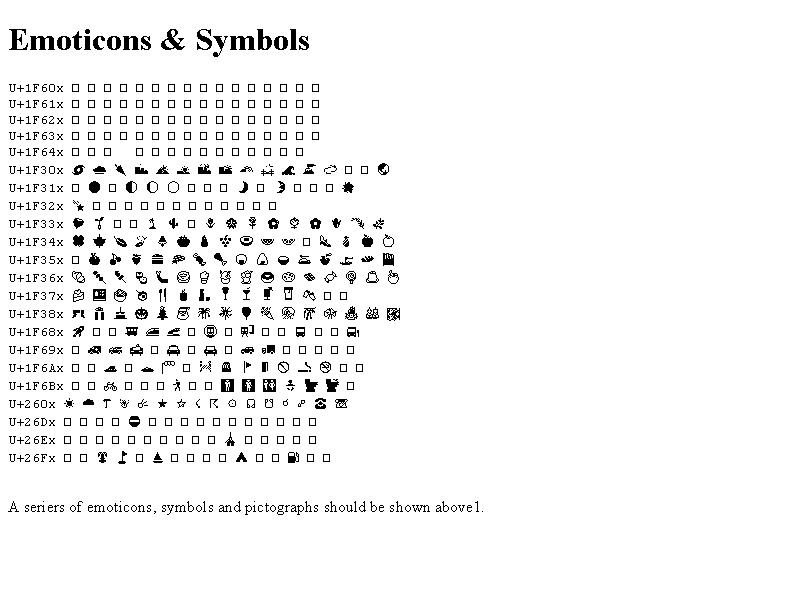 Emoticons & Symbols
U+1F60x
U+1F61x
U+1F62x
U+1F63x
U+1F64x
U+1F30x
U+1F31x
U+1F32x
U+1F33x
U+1F34x
U+1F35x
U+1F36x
U+1F37x
U+1F38x
U+1F68x
U+1F69x
U+1F6Ax
U+1F6Bx
U+260x
U+26Dx
U+26Ex
U+26Fx
A seriers of emoticons, symbols and pictographs should be shown above1.